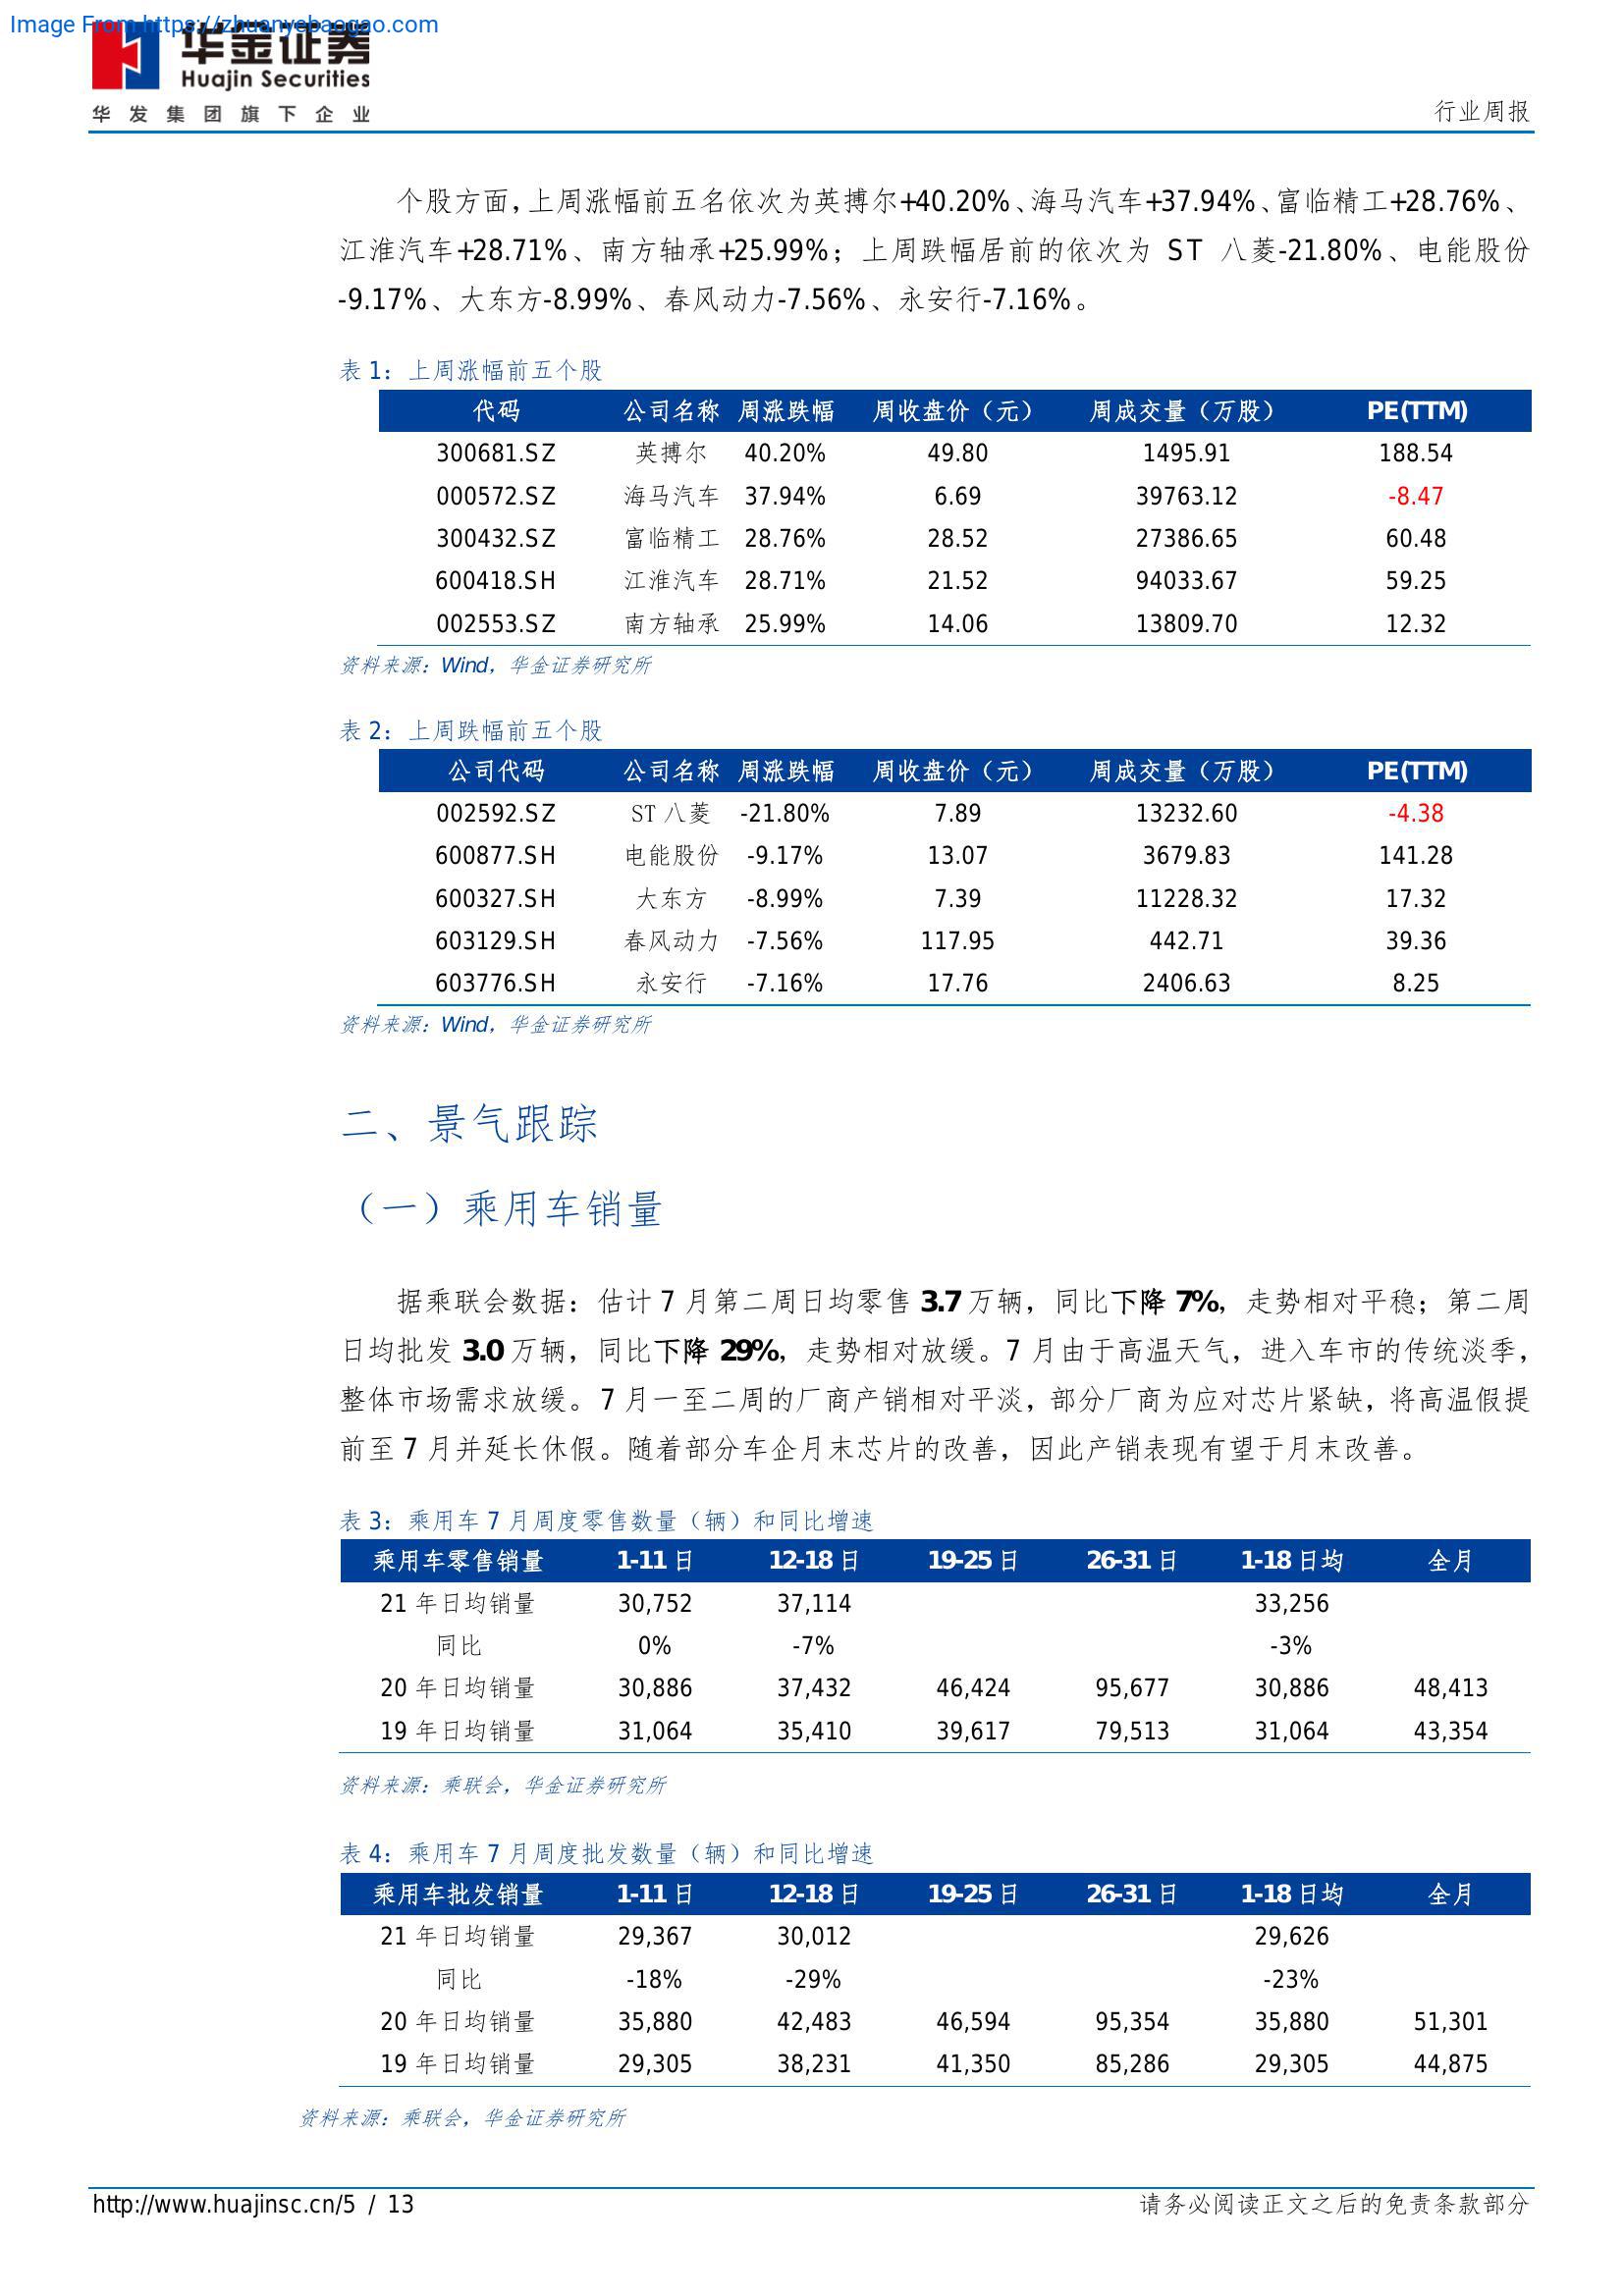 Image From https://zhuanyebaogao.com
华金证券
Huajin Securities
华发集团旗下企业
行业周报
个股方面，上周涨幅前五名依次为英搏尔+40.20%、海马汽车+37.94%、富临精工+28.76%、
江淮汽车+28.71%、南方轴承+25.99%；上周跌幅居前的依次为 ST 八菱-21.80%、电能股份
-9.17%、大东方-8.99%、春风动力-7.56%、永安行-7.16%。
表 1：上周涨幅前五个股
代码 公司名称 周涨跌幅 周收盘价（元） 周成交量（万股） PE(TTM)
300681.SZ 英搏尔 40.20% 49.80 1495.91 188.54
000572.SZ 海马汽车 37.94% 6.69 39763.12 -8.47
300432.SZ 富临精工 28.76% 28.52 27386.65 60.48
600418.SH 江淮汽车 28.71% 21.52 94033.67 59.25
002553.SZ 南方轴承 25.99% 14.06 13809.70 12.32
资料来源：Wind，华金证券研究所
表 2：上周跌幅前五个股
公司代码 公司名称 周涨跌幅 周收盘价（元） 周成交量（万股） PE(TTM)
002592.SZ ST 八菱 -21.80% 7.89 13232.60 -4.38
600877.SH 电能股份 -9.17% 13.07 3679.83 141.28
600327.SH 大东方 -8.99% 7.39 11228.32 17.32
603129.SH 春风动力 -7.56% 117.95 442.71 39.36
603776.SH 永安行 -7.16% 17.76 2406.63 8.25
资料来源：Wind，华金证券研究所
二、景气跟踪
（一）乘用车销量
据乘联会数据：估计 7 月第二周日均零售 3.7 万辆，同比下降 7%，走势相对平稳；第二周
日均批发 3.0 万辆，同比下降 29%，走势相对放缓。7 月由于高温天气，进入车市的传统淡季，
整体市场需求放缓。7 月一至二周的厂商产销相对平淡，部分厂商为应对芯片紧缺，将高温假提
前至 7 月并延长休假。随着部分车企月末芯片的改善，因此产销表现有望于月末改善。
表 3：乘用车 7 月周度零售数量（辆）和同比增速
乘用车零售销量 1-11 日 12-18 日 19-25 日 26-31 日 1-18 日均 全月
21 年日均销量 30,752 37,114 33,256
同比 0% -7% -3%
20 年日均销量 30,886 37,432 46,424 95,677 30,886 48,413
19 年日均销量 31,064 35,410 39,617 79,513 31,064 43,354
资料来源：乘联会，华金证券研究所
表 4：乘用车 7 月周度批发数量（辆）和同比增速
乘用车批发销量 1-11 日 12-18 日 19-25 日 26-31 日 1-18 日均 全月
21 年日均销量 29,367 30,012 29,626
同比 -18% -29% -23%
20 年日均销量 35,880 42,483 46,594 95,354 35,880 51,301
19 年日均销量 29,305 38,231 41,350 85,286 29,305 44,875
资料来源：乘联会，华金证券研究所
http://www.huajinsc.cn/5 / 13
请务必阅读正文之后的免责条款部分